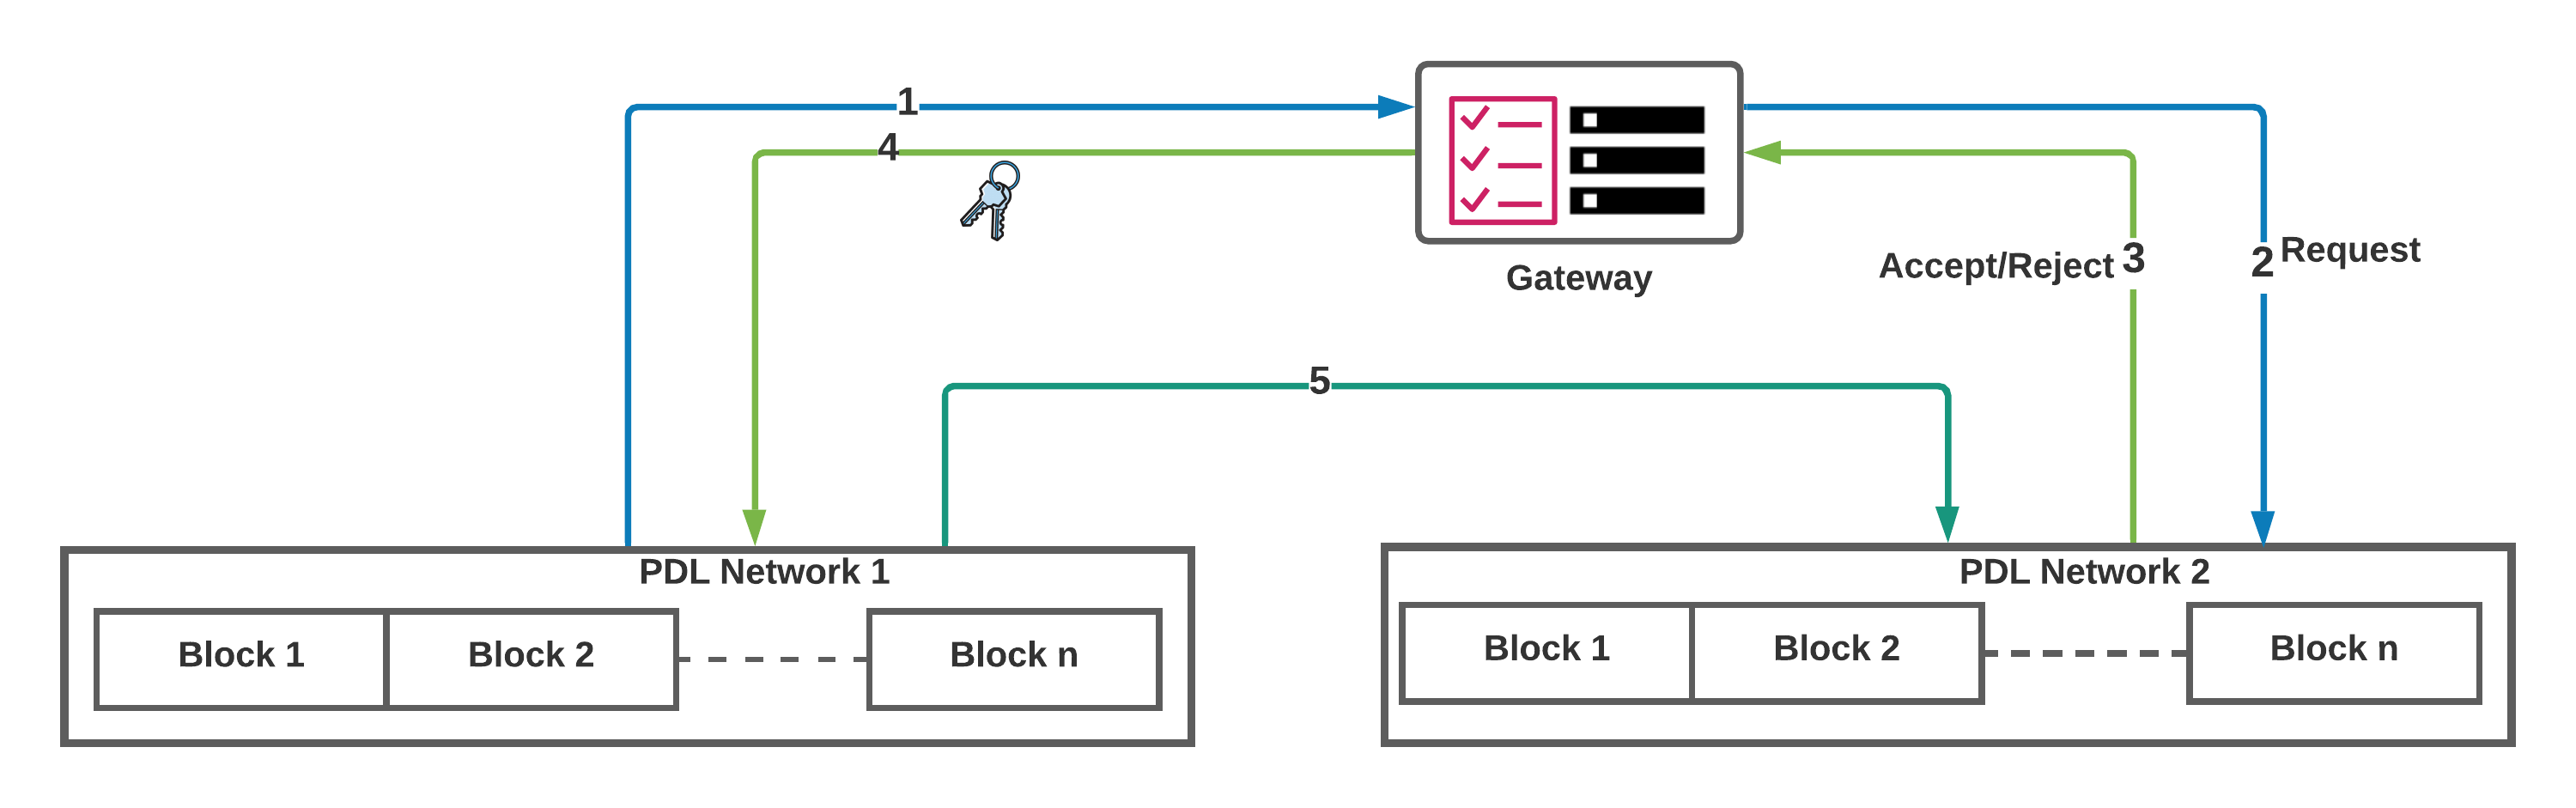 1
4
Gateway
Accept/Reject 3
2 Request
5
PDL Network 1
Block 1
Block 2
Block n
PDL Network 2
Block 1
Block 2
Block n